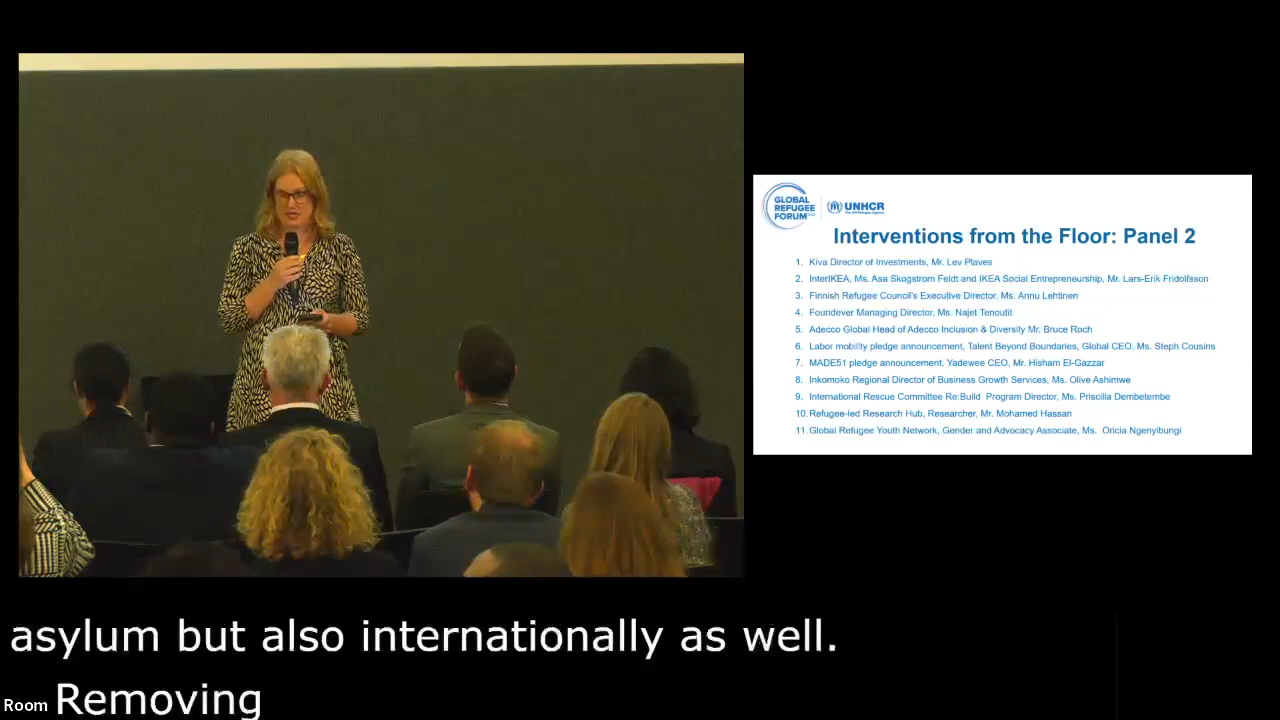 GLOBAL
REFUGEE
FORUM
UNHCR
The UN Refugee Agency
Interventions from the Floor: Panel 2
1. Kiva Director of Investments, Mr. Lev Plaves
2. InterIKEA, Ms. Asa Skogstrom Feldt and IKEA Social Entrepreneurship, Mr. Lars-Erik Fridolfsson
3. Finnish Refugee Council's Executive Director, Ms. Annu Lehtinen
4. Foundever Managing Director, Ms. Najet Tenoutit
5. Adecco Global Head of Adecco Inclusion & Diversity Mr. Bruce Roch
6. Labor mobility pledge announcement, Talent Beyond Boundaries, Global CEO, Ms. Steph Cousins
7. MADE51 pledge announcement, Yadewee CEO, Mr. Hisham El-Gazzar
8. Inkomoko Regional Director of Business Growth Services, Ms. Olive Ashimwe
9. International Rescue Committee Re:Build Program Director, Ms. Priscilla Dembetembe
10. Refugee-led Research Hub, Researcher, Mr. Mohamed Hassan
11. Global Refugee Youth Network, Gender and Advocacy Associate, Ms. Oricia Ngenyibungi
asylum but also internationally as well.
Room Removing